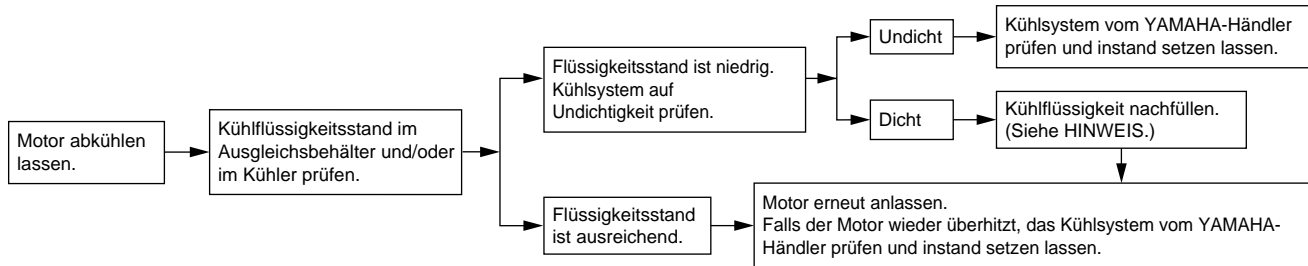 Motor abkühlen
lassen.
Kühlflüssigkeitsstand im
Ausgleichsbehälter und/oder
im Kühler prüfen.
Flüssigkeitsstand ist niedrig.
Kühlsystem auf
Undichtigkeit prüfen.
Undicht
Kühlsystem vom YAMAHA-Händler
prüfen und instand setzen lassen.
Dicht
Kühlflüssigkeit nachfüllen.
(Siehe HINWEIS.)
Flüssigkeitsstand
ist ausreichend.
Motor erneut anlassen.
Falls der Motor wieder überhitzt, das Kühlsystem vom YAMAHA-
Händler prüfen und instand setzen lassen.